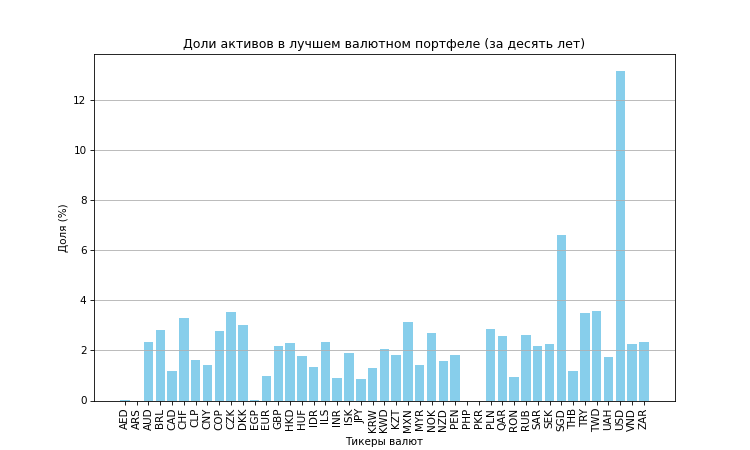 Доли активов в лучшем валютном портфеле (за десять лет)
Доля (%)
12
10
8
6
4
2
0
AED ARS AUD BRL CAD CHF CLP CNY COP CZK DKK EGP EUR GBP HKD HUF IDR ILS INR ISK JPY KRW KWD KZT MXN MYR NOK NZD PEN PHP PKR PLN QAR RON RUB SAR SEK SGD THB TRY TWD UAH USD VND ZAR
Тикеры валют